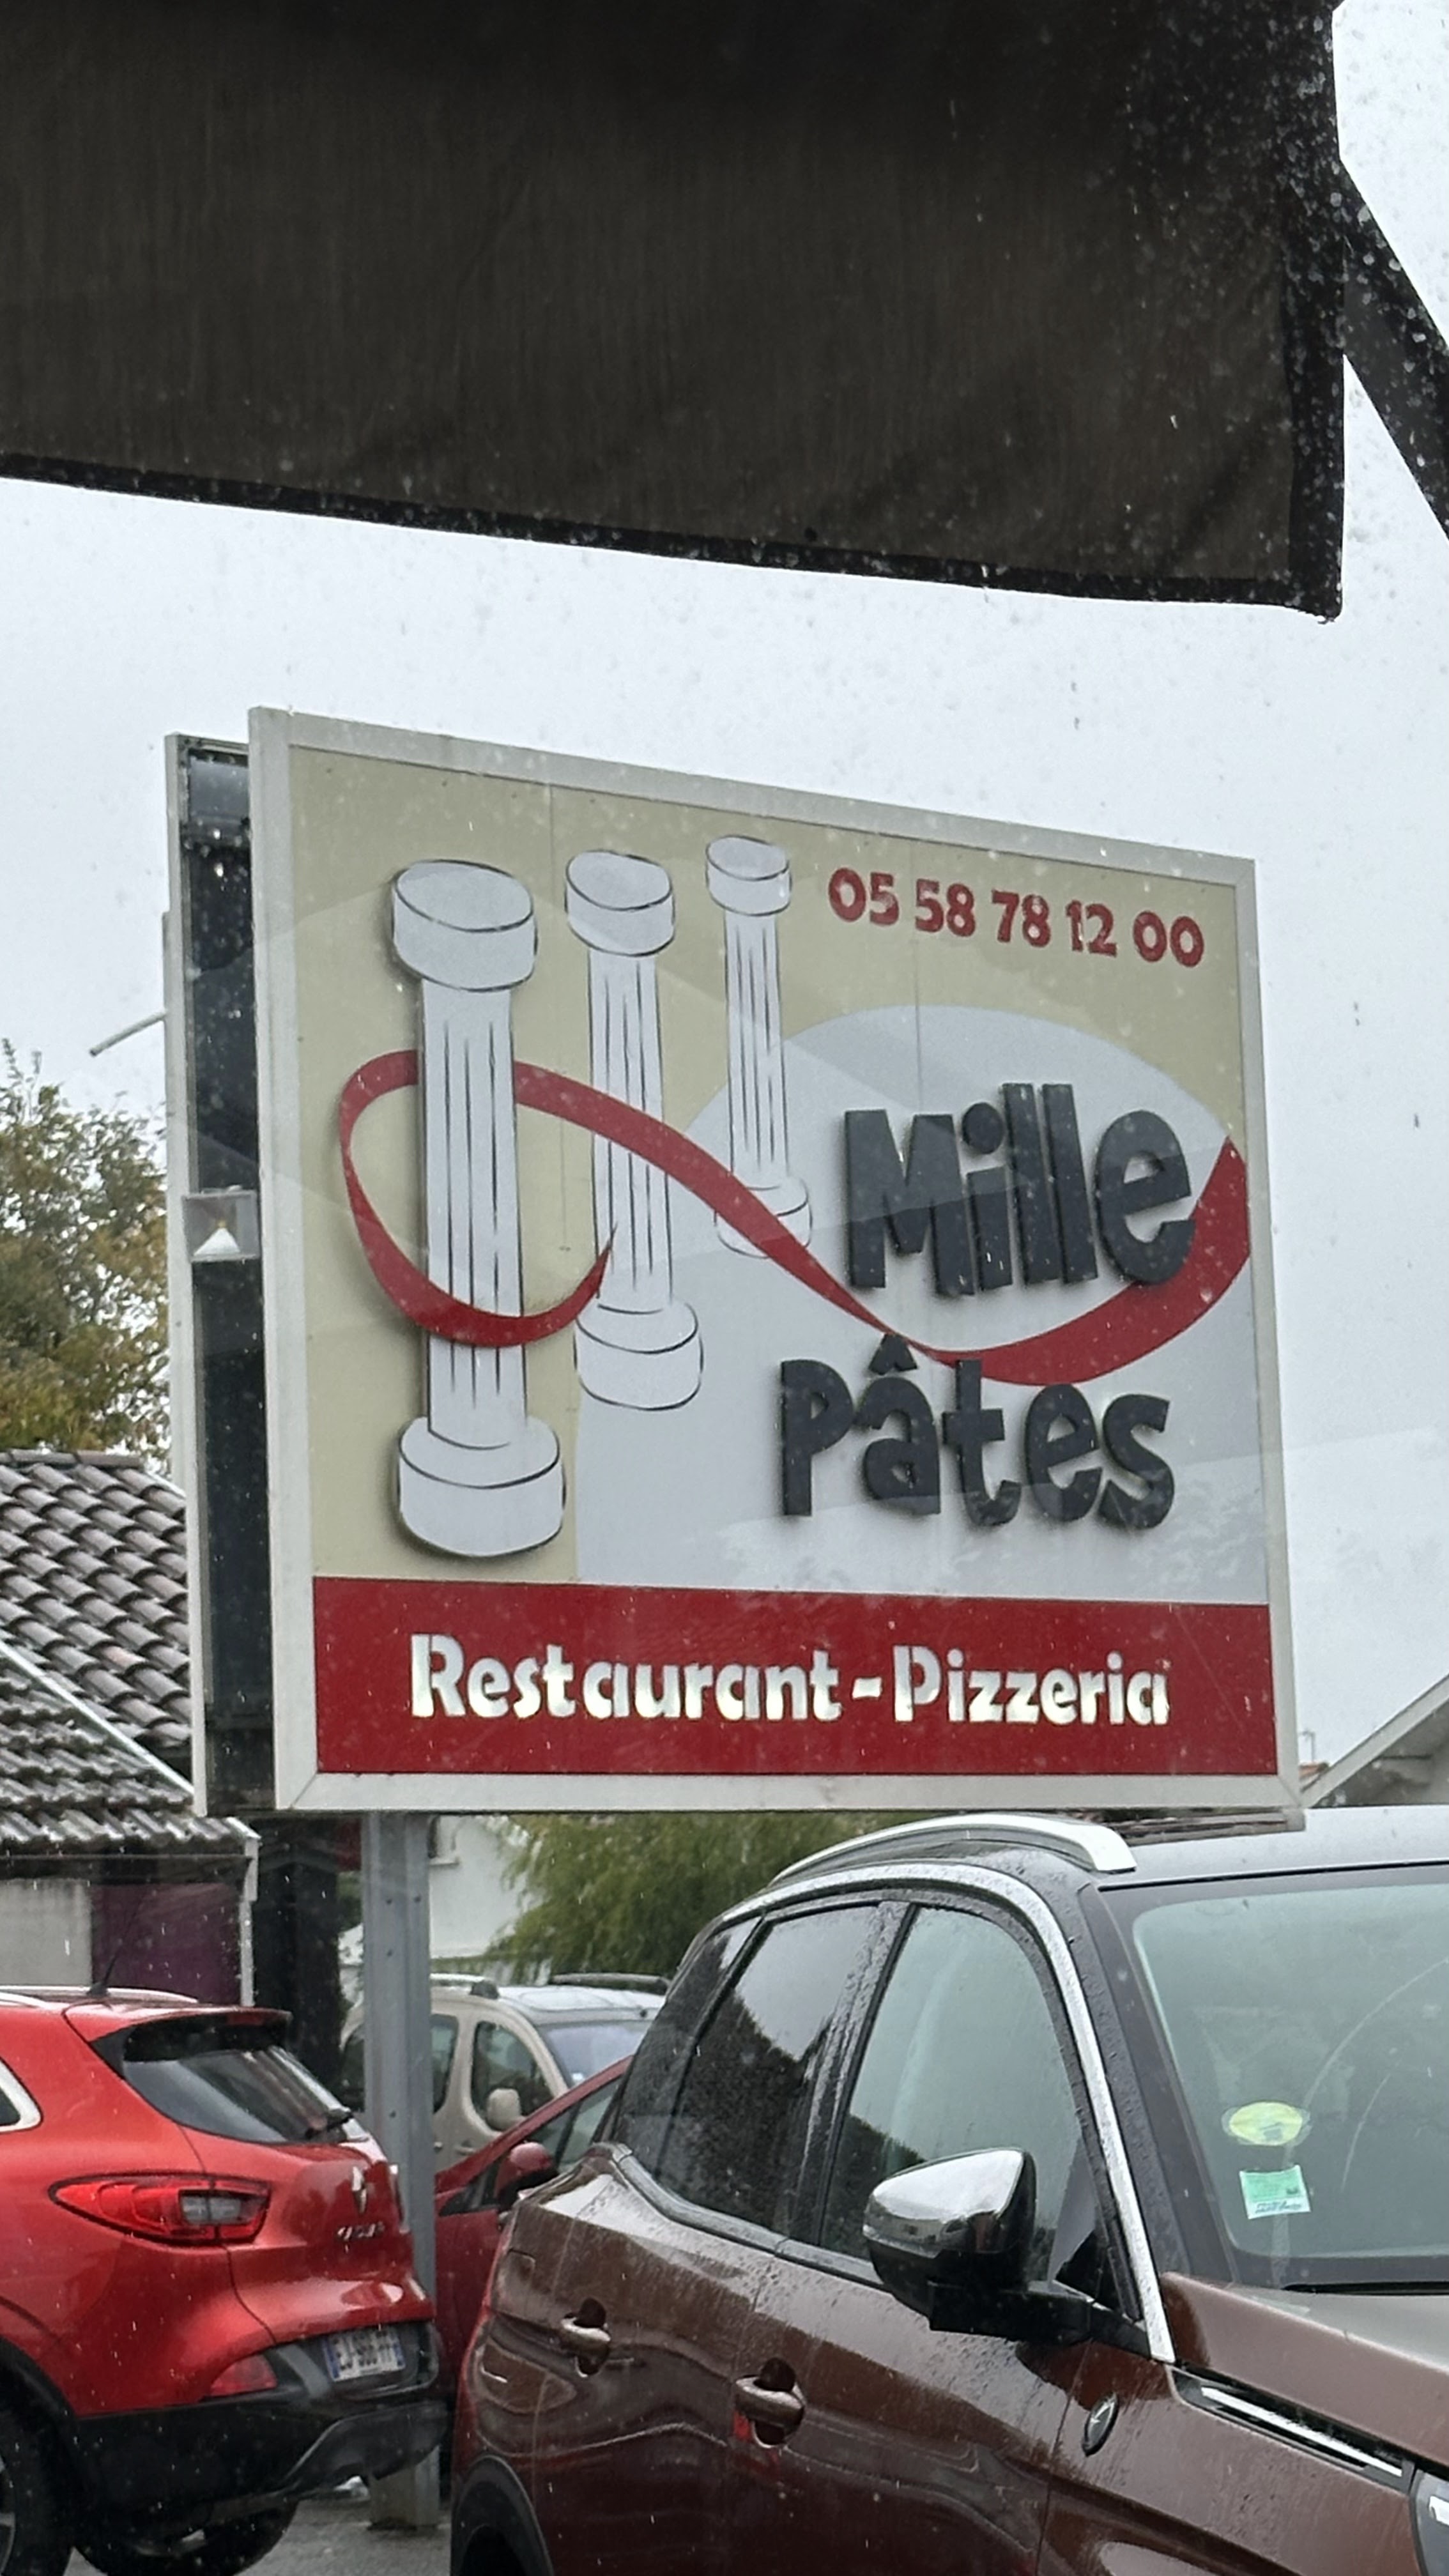 05 58 78 12 00
Mille
Pâtes
Restaurant-Pizzeria